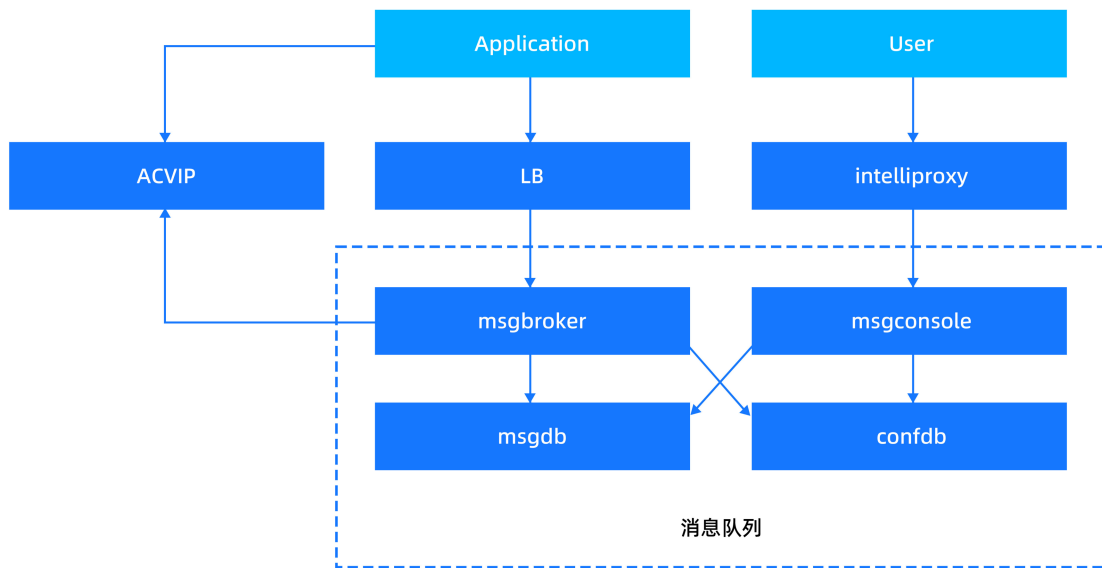 Application
User
ACVIP
LB
intelliproxy
msgbroker
msgconsole
msgdb
confdb
消息队列